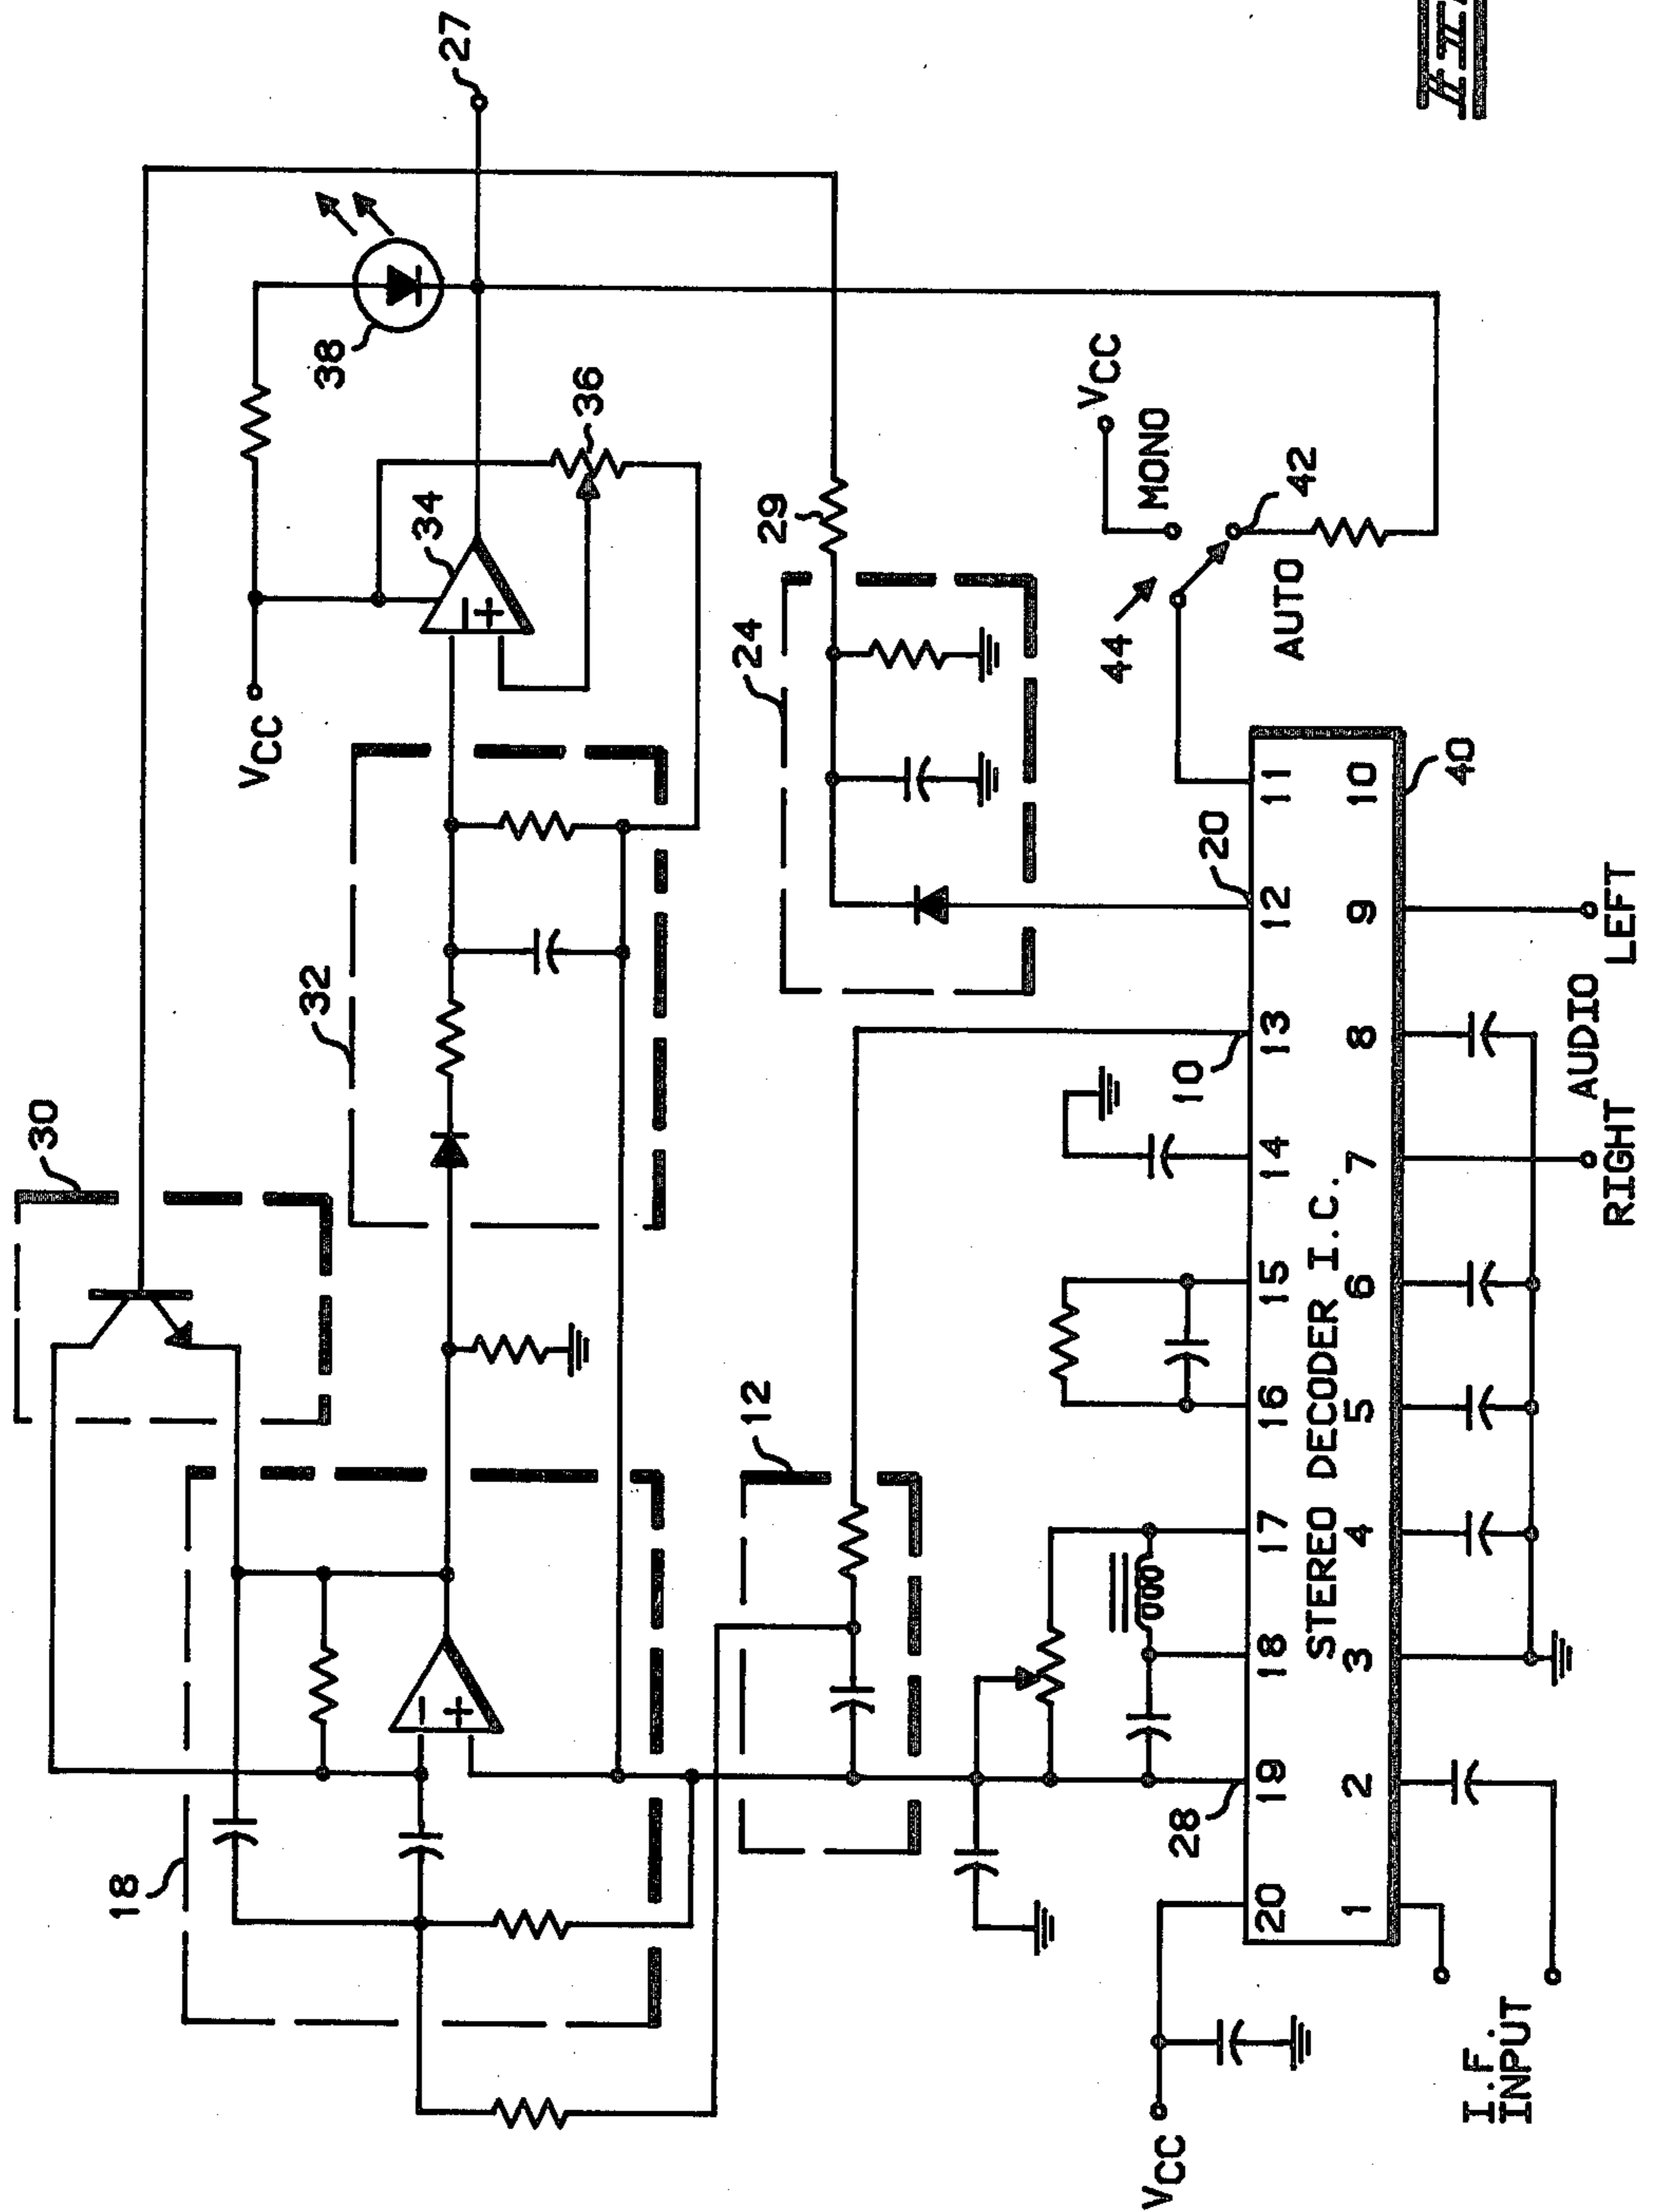 30
27
38
VCC
34
36
32
18
29
24
12
VCC
MONO
44
42
AUTO
10
20
28
20 19 18 17 16 15 14 13 12 11
STEREO DECODER I.C.
1 2 3 4 5 6 7 8 9 10
40
VCC
I.F.
INPUT
AUDIO
RIGHT LEFT